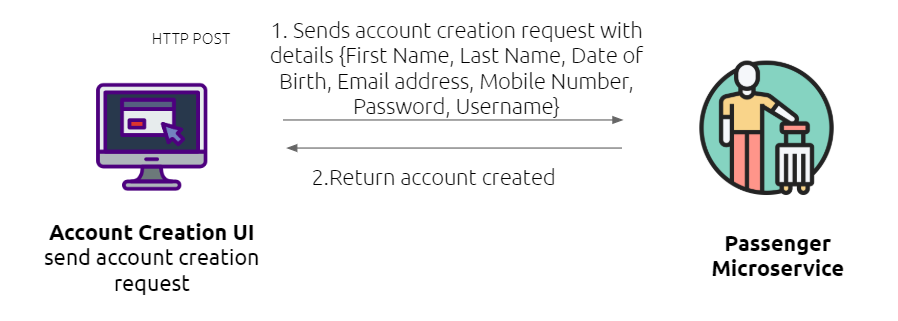 HTTP POST
1. Sends account creation request with
details {First Name, Last Name, Date of
Birth, Email address, Mobile Number,
Password, Username}
2.Return account created
Account Creation UI
send account creation
request
Passenger
Microservice